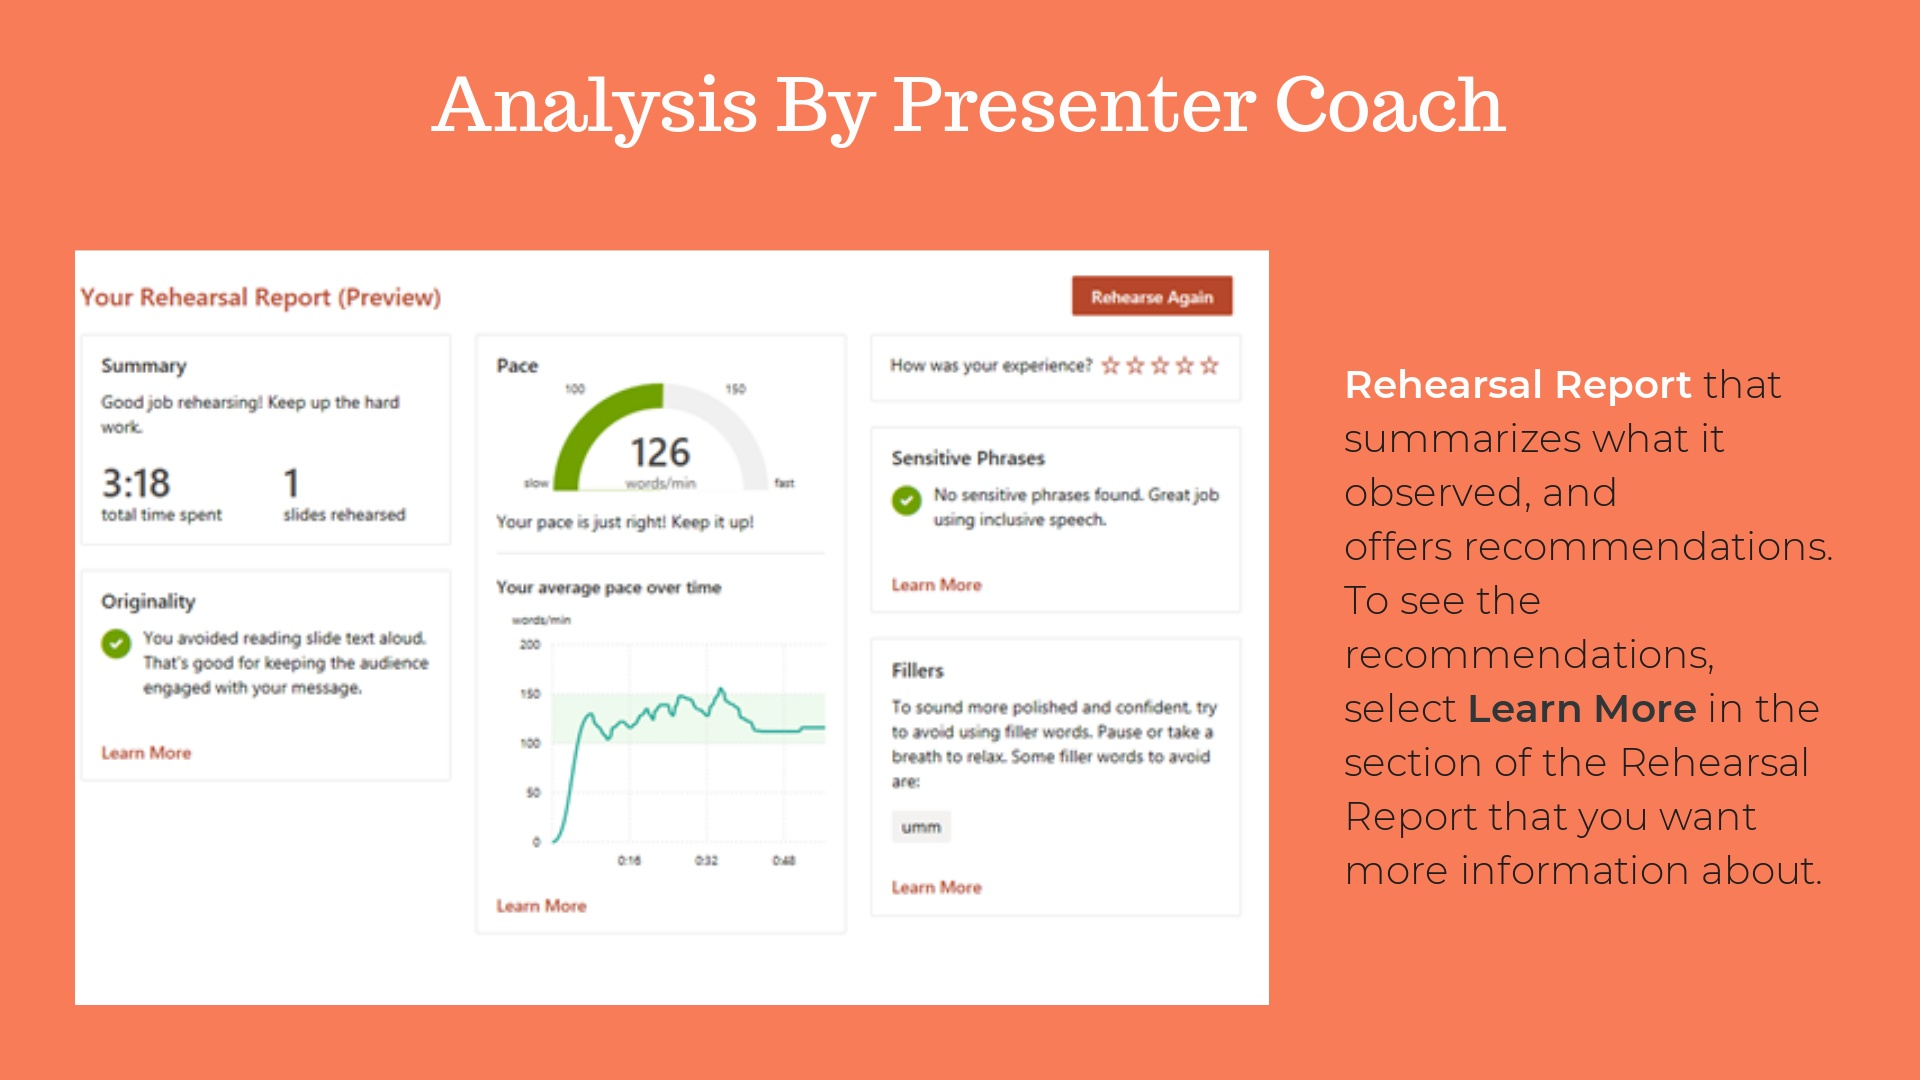 Analysis By Presenter Coach
Your Rehearsal Report (Preview)
Rehearse Again
Summary
Good job rehearsing! Keep up the hard
work.
3:18
total time spent
1
slides rehearsed
Originality
You avoided reading slide text aloud.
That's good for keeping the audience
engaged with your message.
Learn More
Pace
100
150
126
words/min
slow
fast
Your pace is just right! Keep it up!
Your average pace over time
words/min
200
150
100
50
0
0:16
0:32
0:48
Learn More
How was your experience?
Sensitive Phrases
No sensitive phrases found. Great job
using inclusive speech.
Learn More
Fillers
To sound more polished and confident, try
to avoid using filler words. Pause or take a
breath to relax. Some filler words to avoid
are:
umm
Learn More
Rehearsal Report that
summarizes what it
observed, and
offers recommendations.
To see the
recommendations,
select Learn More in the
section of the Rehearsal
Report that you want
more information about.